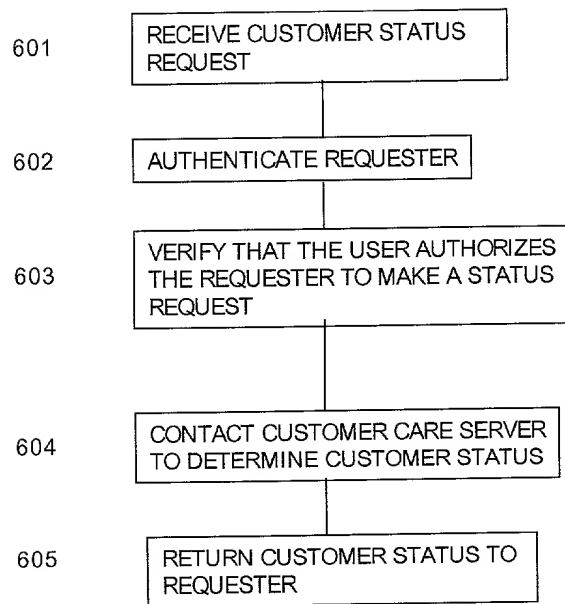 601
RECEIVE CUSTOMER STATUS
REQUEST
602
AUTHENTICATE REQUESTER
603
VERIFY THAT THE USER AUTHORIZES
THE REQUESTER TO MAKE A STATUS
REQUEST
604
CONTACT CUSTOMER CARE SERVER
TO DETERMINE CUSTOMER STATUS
605
RETURN CUSTOMER STATUS TO
REQUESTER